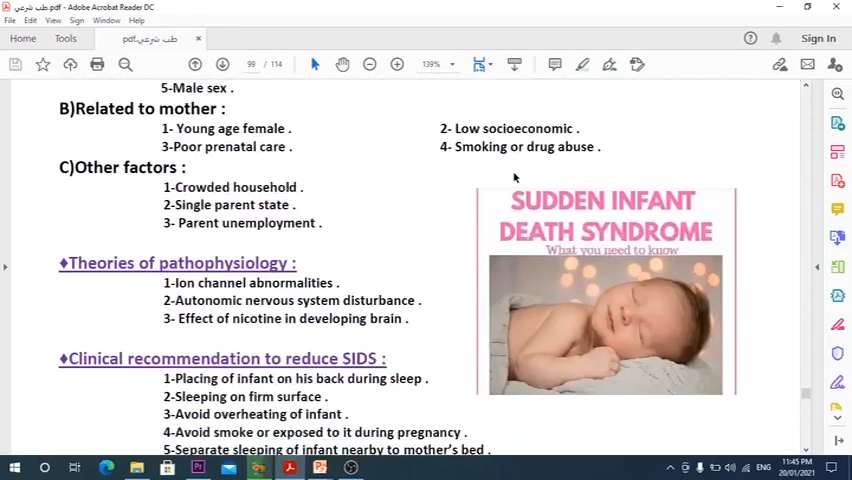 طب شرعي.pdf - Adobe Acrobat Reader DC
File Edit View Sign Window Help
Home Tools طب شرعي.pdf × Sign In
99 / 114 139%
5-Male sex .
B)Related to mother :
1- Young age female . 2- Low socioeconomic .
3-Poor prenatal care . 4- Smoking or drug abuse .
C)Other factors :
1-Crowded household .
2-Single parent state .
3- Parent unemployment .
SUDDEN INFANT
DEATH SYNDROME
What you need to know
♦Theories of pathophysiology :
1-Ion channel abnormalities .
2-Autonomic nervous system disturbance .
3- Effect of nicotine in developing brain .
♦Clinical recommendation to reduce SIDS :
1-Placing of infant on his back during sleep .
2-Sleeping on firm surface .
3-Avoid overheating of infant .
4-Avoid smoke or exposed to it during pregnancy .
5-Separate sleeping of infant nearby to mother's bed .
Pr
ENG
11:45 PM
20/01/2021